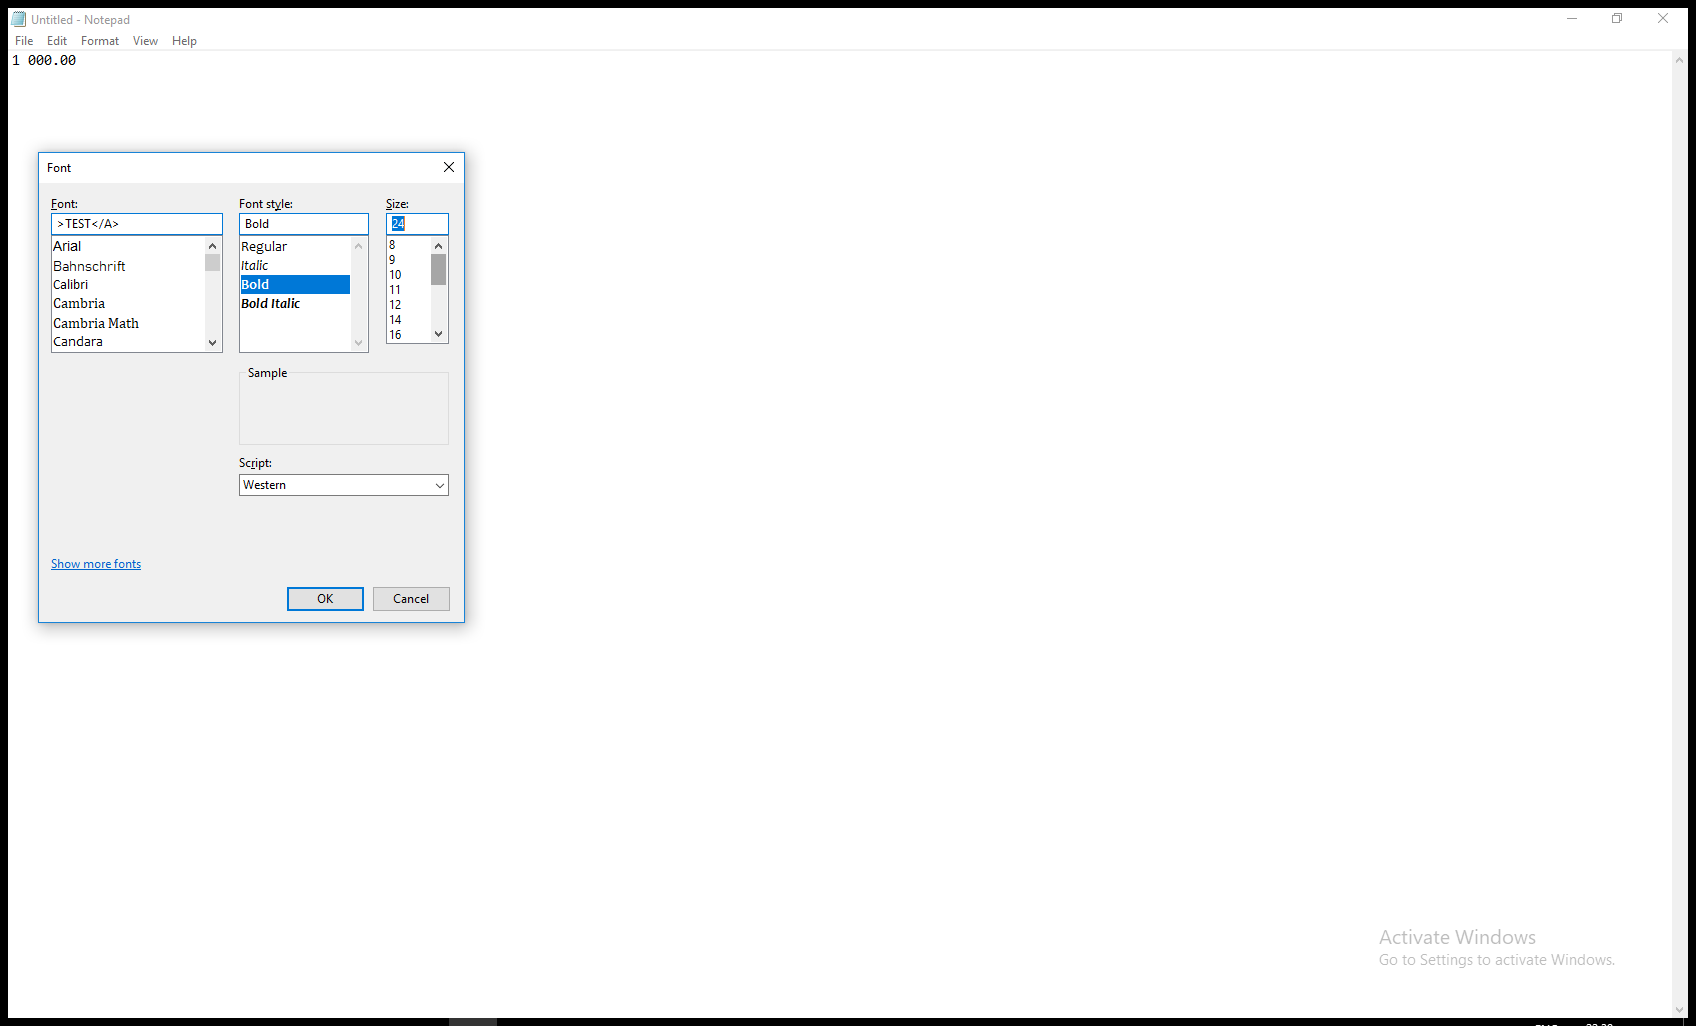 Untitled - Notepad
File Edit Format View Help
1 000.00
Font
Font: Font style: Size:
>TEST</A> Bold 24
Arial
Bahnschrift
Calibri
Cambria
Cambria Math
Candara
Regular
Italic
Bold
Bold Italic
8
9
10
11
12
14
16
Sample
Script:
Western
Show more fonts
OK Cancel
Activate Windows
Go to Settings to activate Windows.